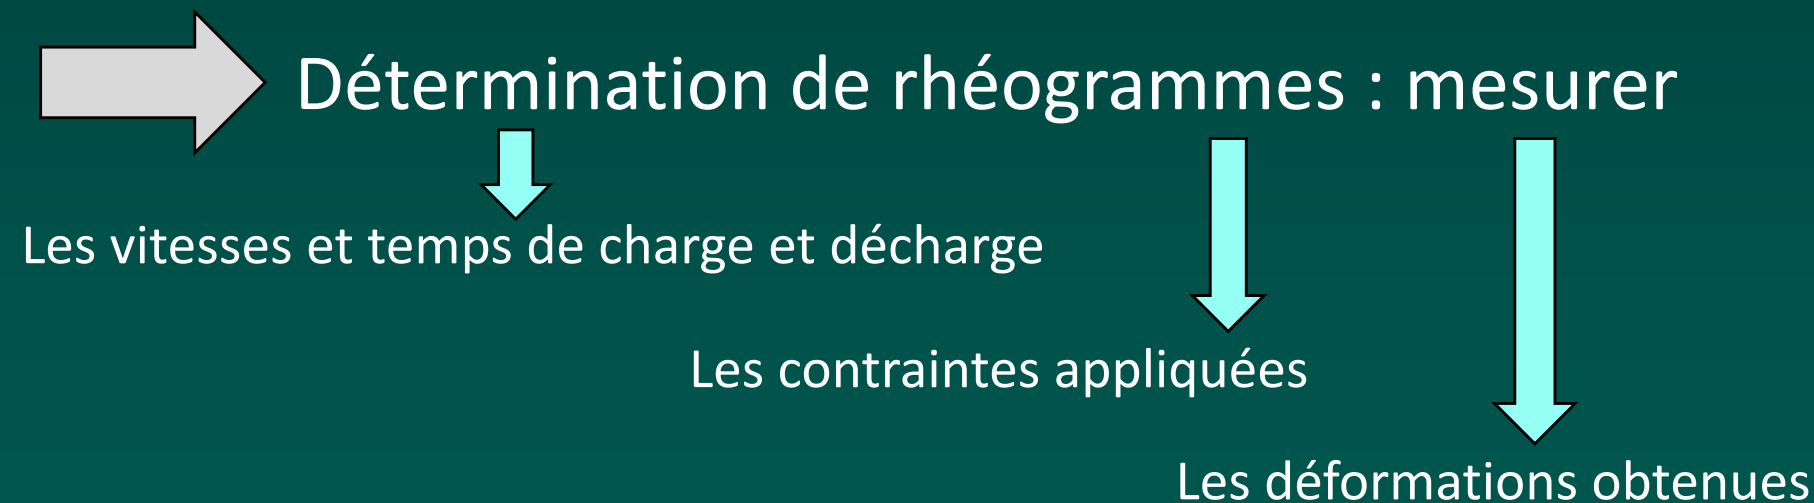 Détermination de rhéogrammes : mesurer
Les vitesses et temps de charge et décharge
Les contraintes appliquées
Les déformations obtenues